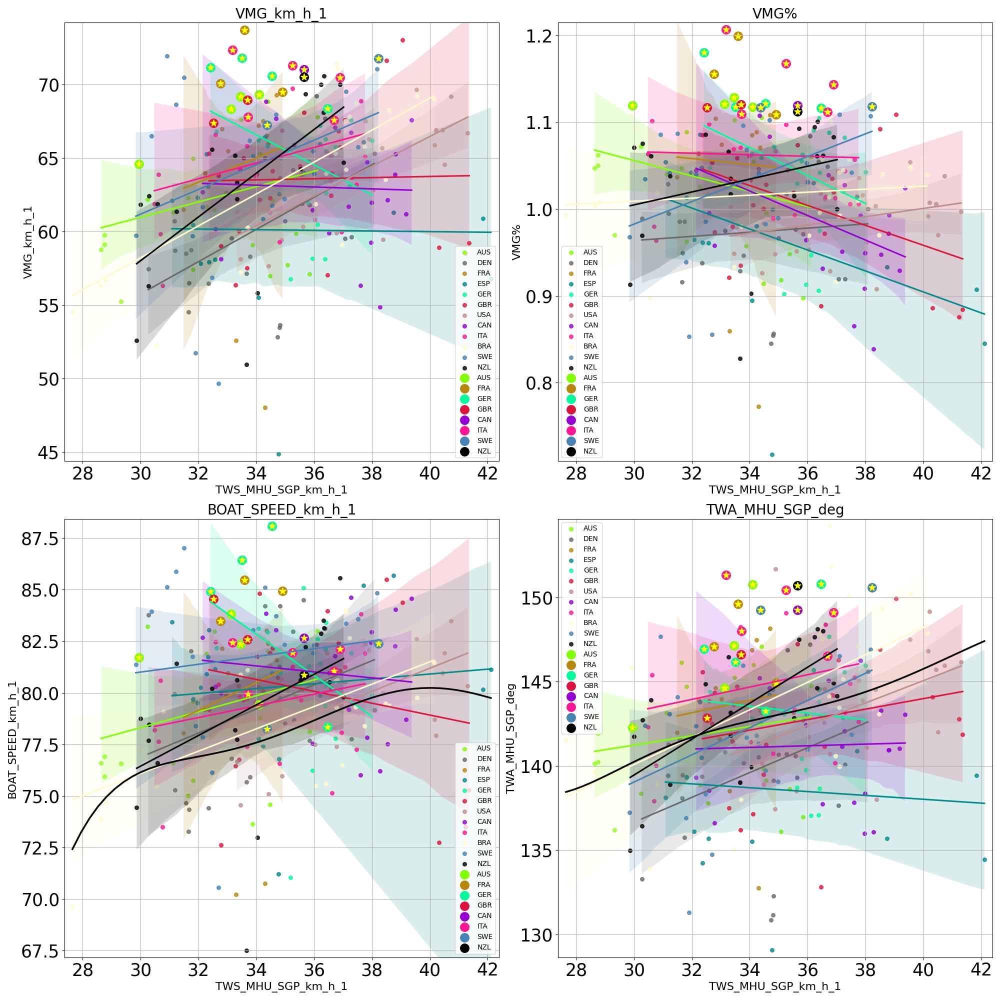 VMG_km_h_1
VMG_km_h_1
70
65
60
55
50
45
28 30 32 34 36 38 40 42
TWS_MHU_SGP_km_h_1
AUS
DEN
FRA
ESP
GER
GBR
USA
CAN
ITA
BRA
SWE
NZL
AUS
FRA
GER
GBR
CAN
ITA
SWE
NZL
VMG%
VMG%
1.2
1.1
1.0
0.9
0.8
28 30 32 34 36 38 40 42
TWS_MHU_SGP_km_h_1
AUS
DEN
FRA
ESP
GER
GBR
USA
CAN
ITA
BRA
SWE
NZL
AUS
FRA
GER
GBR
CAN
ITA
SWE
NZL
BOAT_SPEED_km_h_1
BOAT_SPEED_km_h_1
87.5
85.0
82.5
80.0
77.5
75.0
72.5
70.0
67.5
28 30 32 34 36 38 40 42
TWS_MHU_SGP_km_h_1
AUS
DEN
FRA
ESP
GER
GBR
USA
CAN
ITA
BRA
SWE
NZL
AUS
FRA
GER
GBR
CAN
ITA
SWE
NZL
TWA_MHU_SGP_deg
TWA_MHU_SGP_deg
150
145
140
135
130
28 30 32 34 36 38 40 42
TWS_MHU_SGP_km_h_1
AUS
DEN
FRA
ESP
GER
GBR
USA
CAN
ITA
BRA
SWE
NZL
AUS
FRA
GER
GBR
CAN
ITA
SWE
NZL